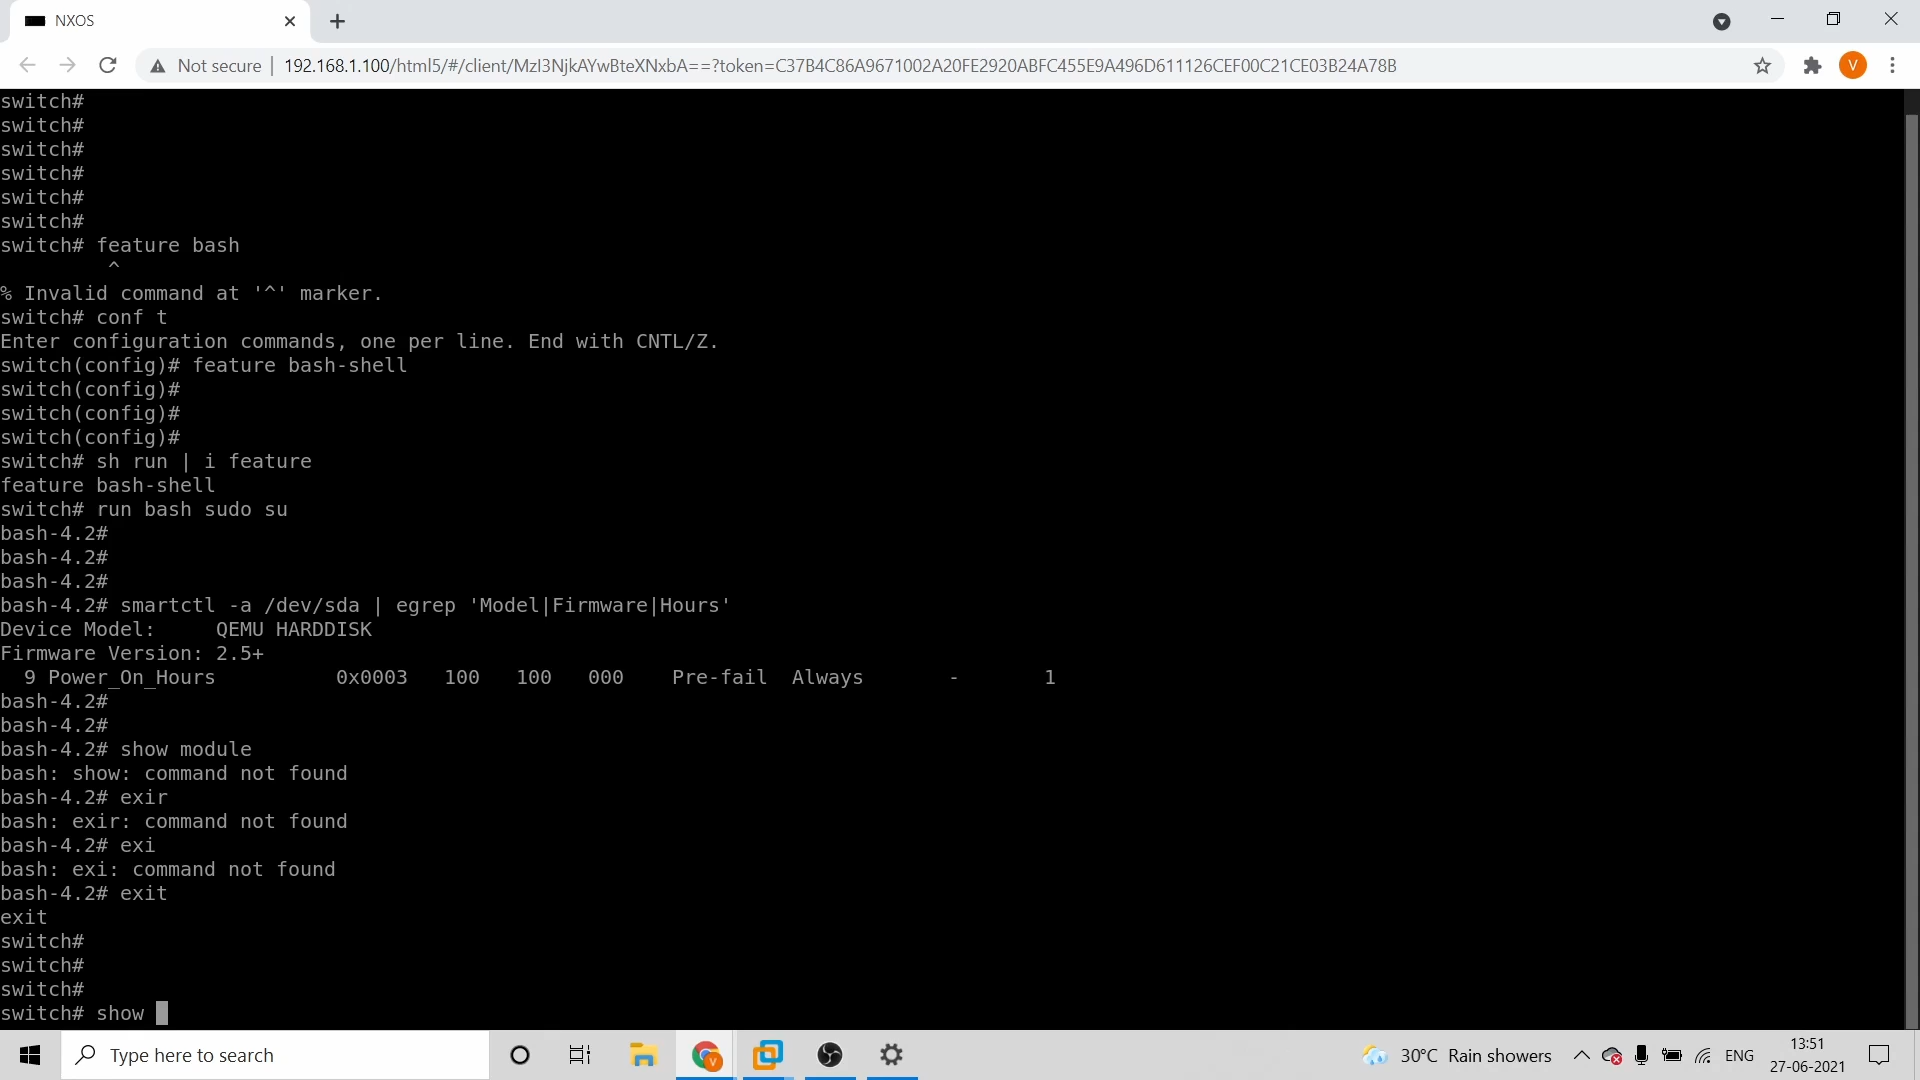 NXOS
Not secure
192.168.1.100/html5/#/client/MzI3NjkAYwBteXNxbA==?token=C37B4C86A9671002A20FE2920ABFC455E9A496D611126CEF00C21CE03B24A78B
V
switch#
switch#
switch#
switch#
switch#
switch#
switch# feature bash
^
% Invalid command at '^' marker.
switch# conf t
Enter configuration commands, one per line. End with CNTL/Z.
switch(config)# feature bash-shell
switch(config)#
switch(config)#
switch(config)#
switch# sh run | i feature
feature bash-shell
switch# run bash sudo su
bash-4.2#
bash-4.2#
bash-4.2#
bash-4.2# smartctl -a /dev/sda | egrep 'Model|Firmware|Hours'
Device Model:     QEMU HARDDISK
Firmware Version: 2.5+
  9 Power_On_Hours          0x0003   100   100   000    Pre-fail  Always       -       1
bash-4.2#
bash-4.2#
bash-4.2# show module
bash: show: command not found
bash-4.2# exir
bash: exir: command not found
bash-4.2# exi
bash: exi: command not found
bash-4.2# exit
exit
switch#
switch#
switch#
switch# show
Type here to search
V
30°C Rain showers
ENG
13:51
27-06-2021